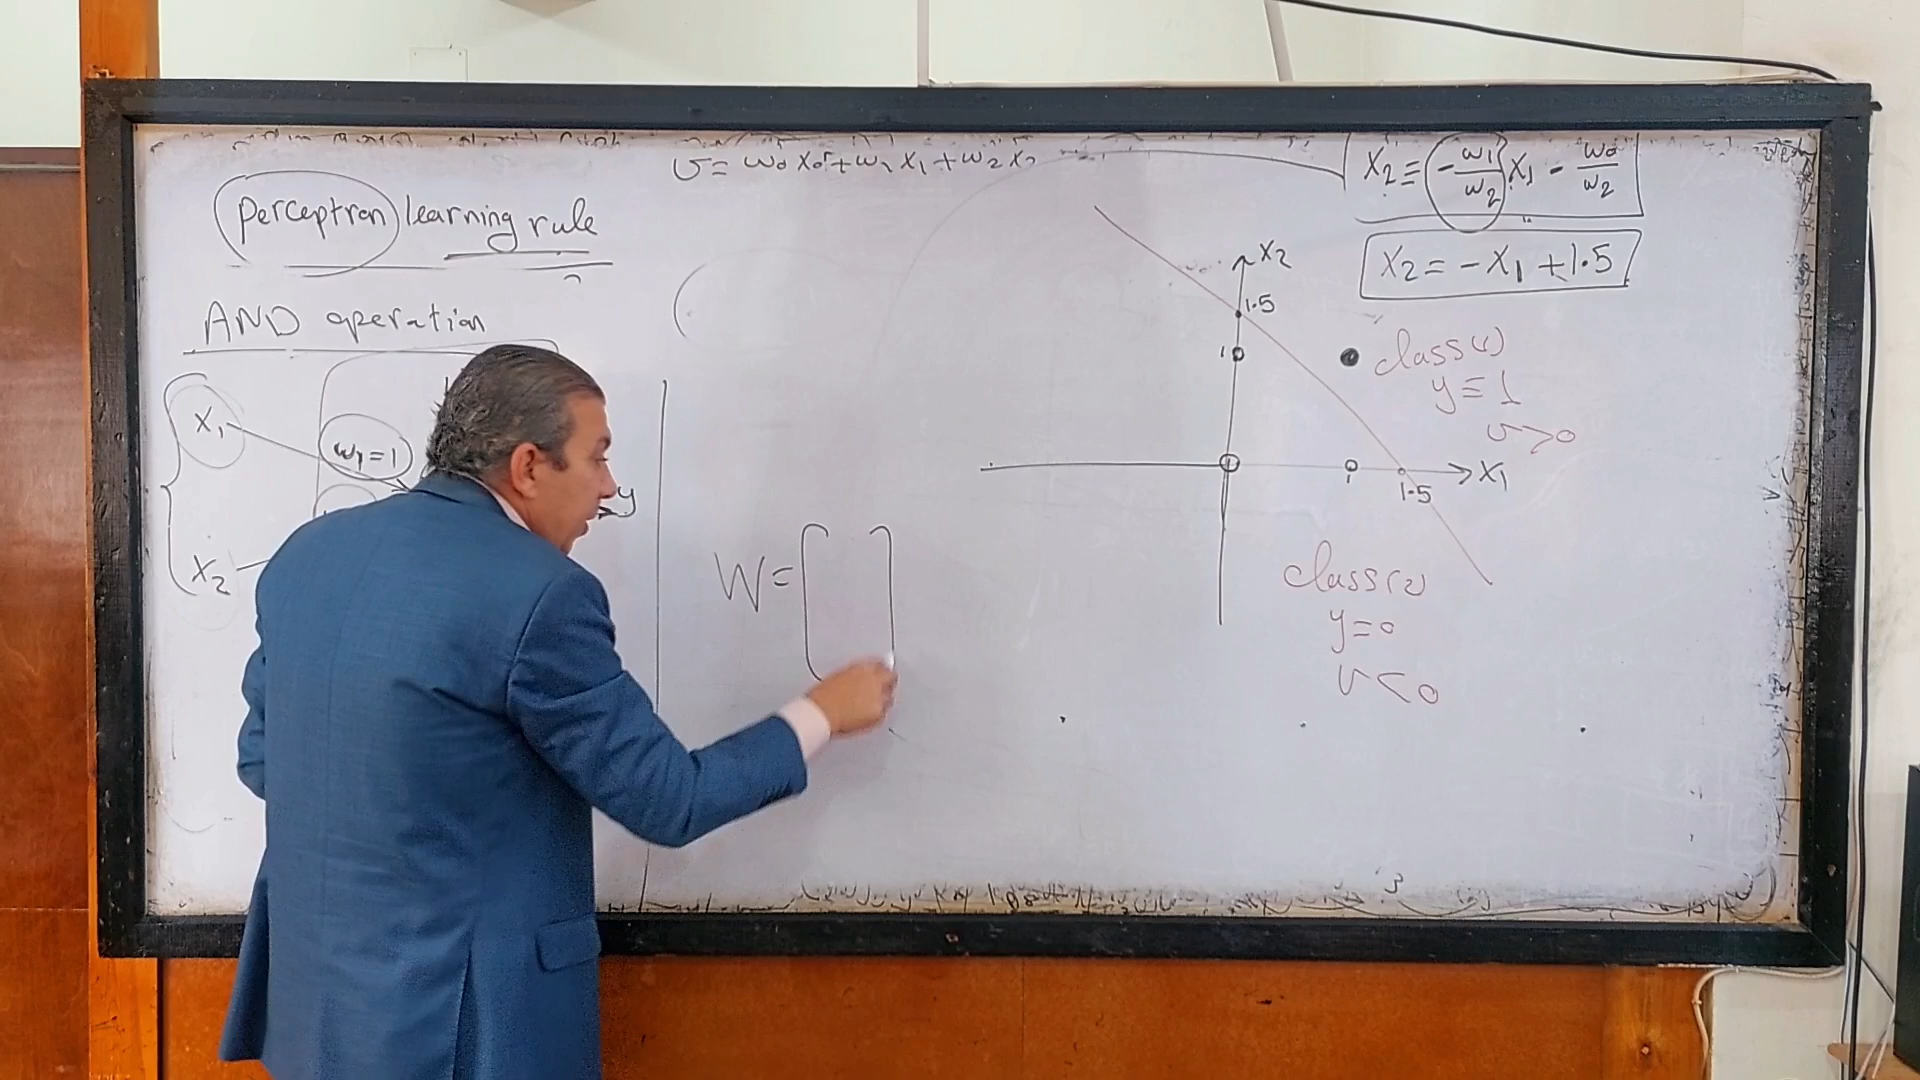 υ = w0 x0 + w1 x1 + w2 x2
perceptron learning rule
AND operation
x1
w1 = 1
x2
y
W =
x2 = -w1/w2 x1 - w0/w2
x2 = -x1 + 1.5
x2
1.5
1
class(1)
y = 1
υ > 0
1
1.5
x1
class(2)
y = 0
υ < 0